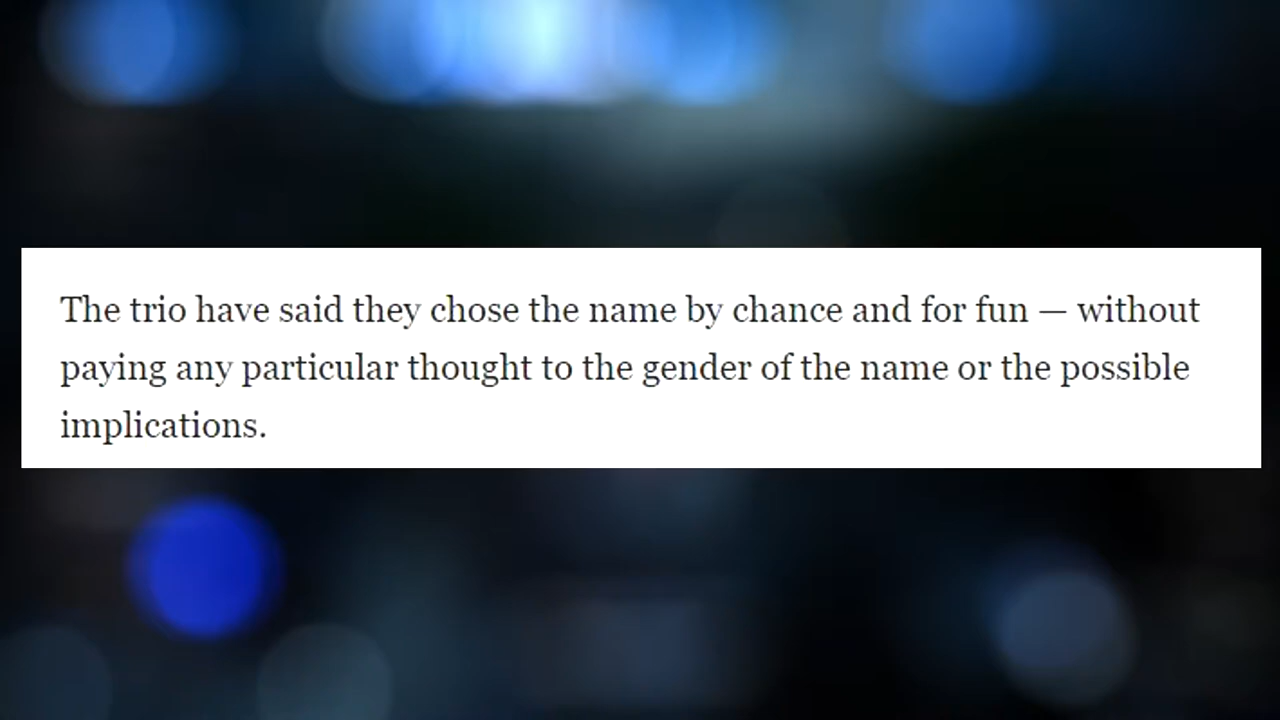 The trio have said they chose the name by chance and for fun — without
paying any particular thought to the gender of the name or the possible
implications.